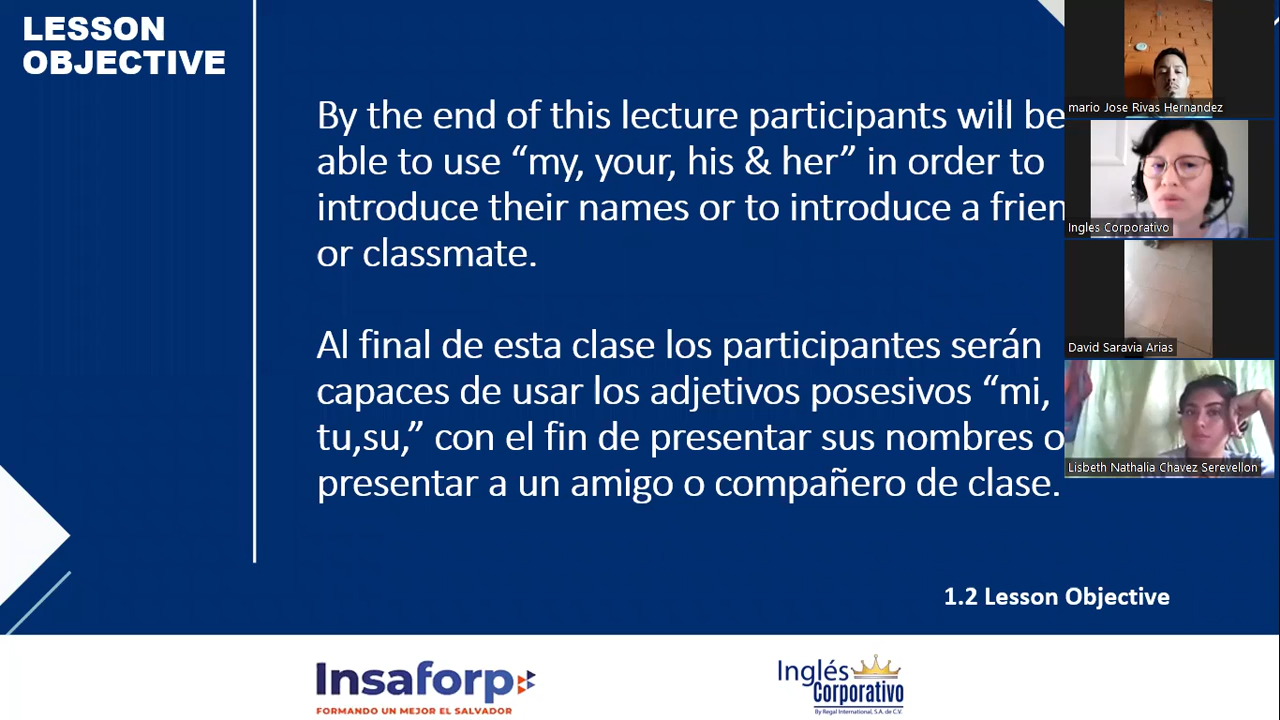 LESSON
OBJECTIVE
By the end of this lecture participants will be
able to use “my, your, his & her” in order to
introduce their names or to introduce a frien
or classmate.
Al final de esta clase los participantes serán
capaces de usar los adjetivos posesivos “mi,
tu,su,” con el fin de presentar sus nombres o
presentar a un amigo o compañero de clase.
1.2 Lesson Objective
Insaforp
FORMANDO UN MEJOR EL SALVADOR
Inglés
Corporativo
By Regal International, S.A. de C.V.
mario Jose Rivas Hernandez
Ingles Corporativo
David Saravia Arias
Lisbeth Nathalia Chavez Serevellon